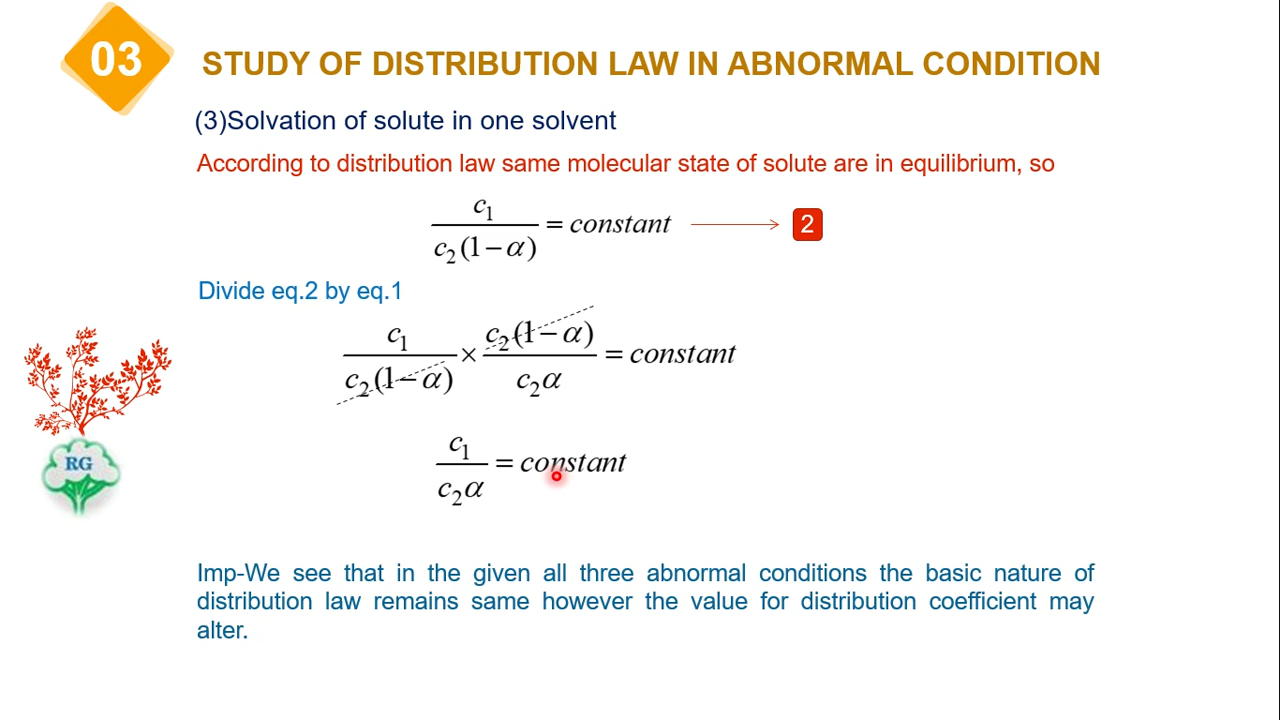 03
STUDY OF DISTRIBUTION LAW IN ABNORMAL CONDITION
(3)Solvation of solute in one solvent
According to distribution law same molecular state of solute are in equilibrium, so
c₁ / c₂(1−α) = constant → 2
Divide eq.2 by eq.1
c₁ / c₂(1−α) × c₂(1−α) / c₂α = constant
RG
c₁ / c₂α = constant
Imp-We see that in the given all three abnormal conditions the basic nature of
distribution law remains same however the value for distribution coefficient may
alter.